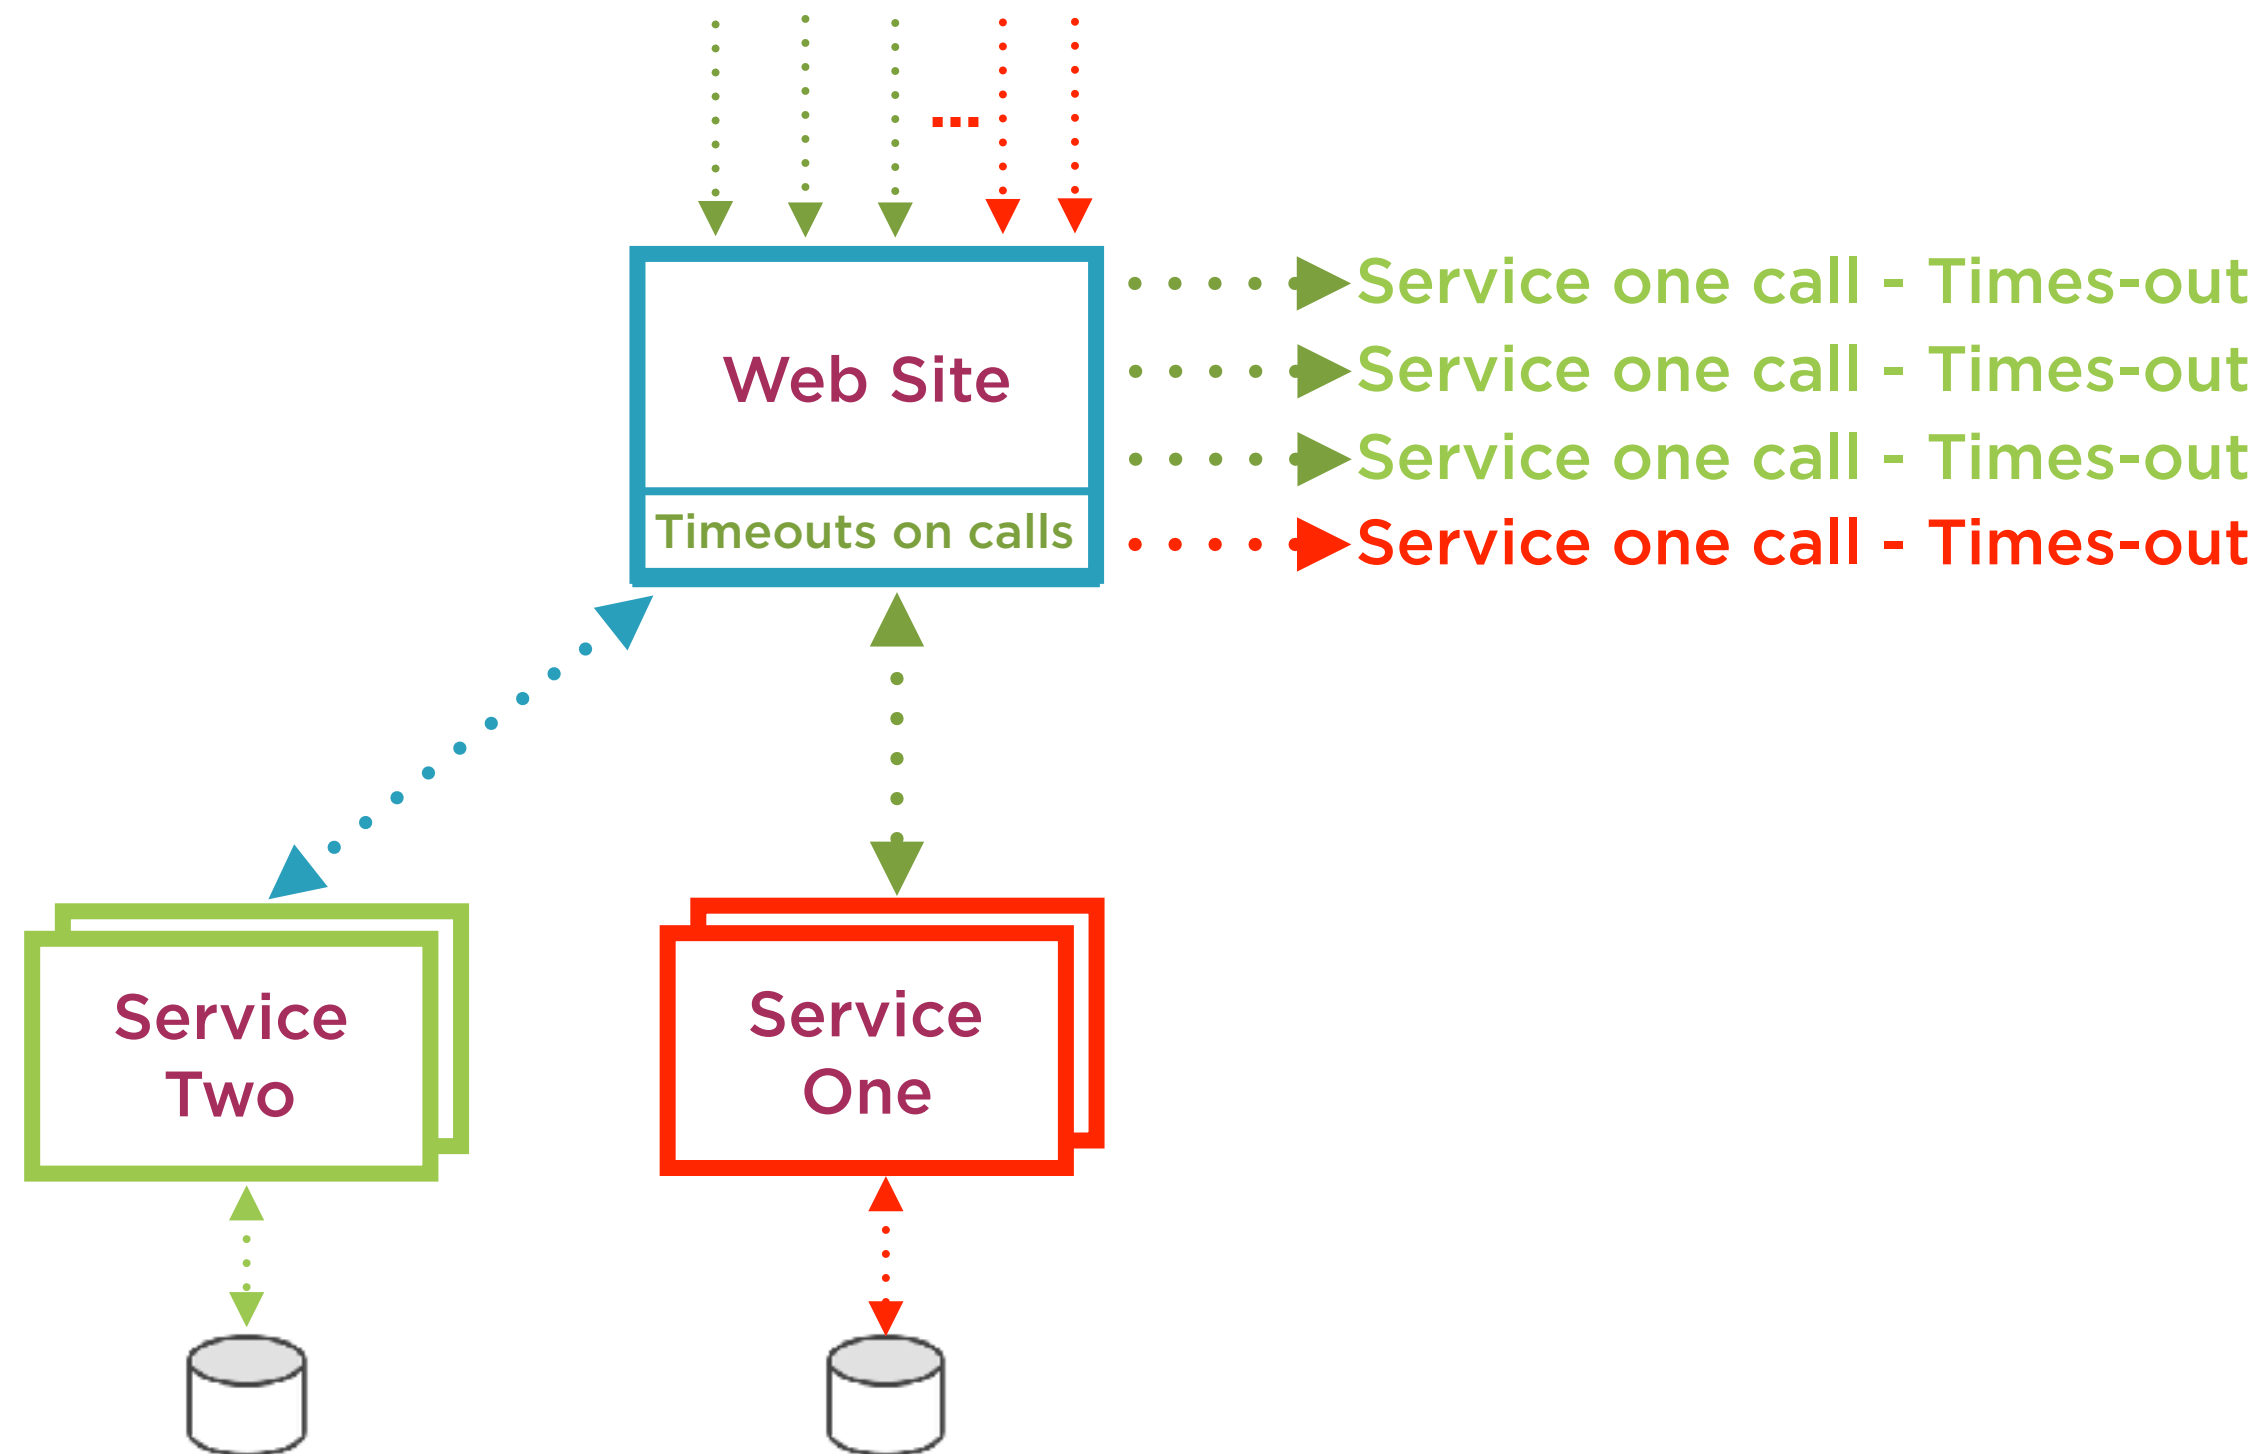 ...
Web Site
Timeouts on calls
Service one call - Times-out
Service one call - Times-out
Service one call - Times-out
Service one call - Times-out
Service
Two
Service
One